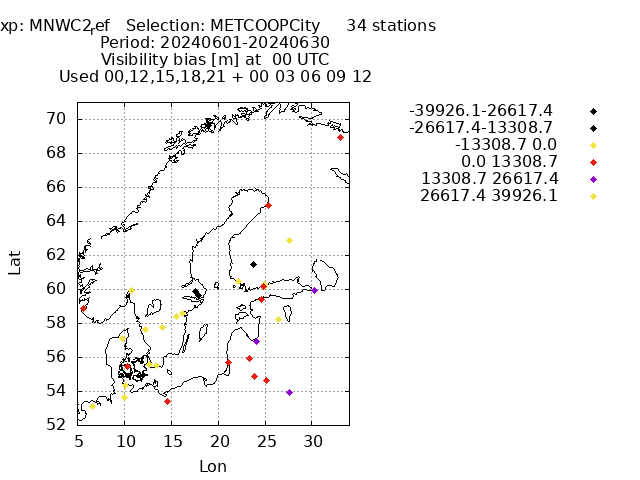 xp: MNWC2ref   Selection: METCOOPCity     34 stations
Period: 20240601-20240630
Visibility bias [m] at  00 UTC
Used 00,12,15,18,21 + 00 03 06 09 12
-39926.1-26617.4
-26617.4-13308.7
-13308.7 0.0
0.0 13308.7
13308.7 26617.4
26617.4 39926.1
70
68
66
64
62
60
58
56
54
52
Lat
5 10 15 20 25 30
Lon